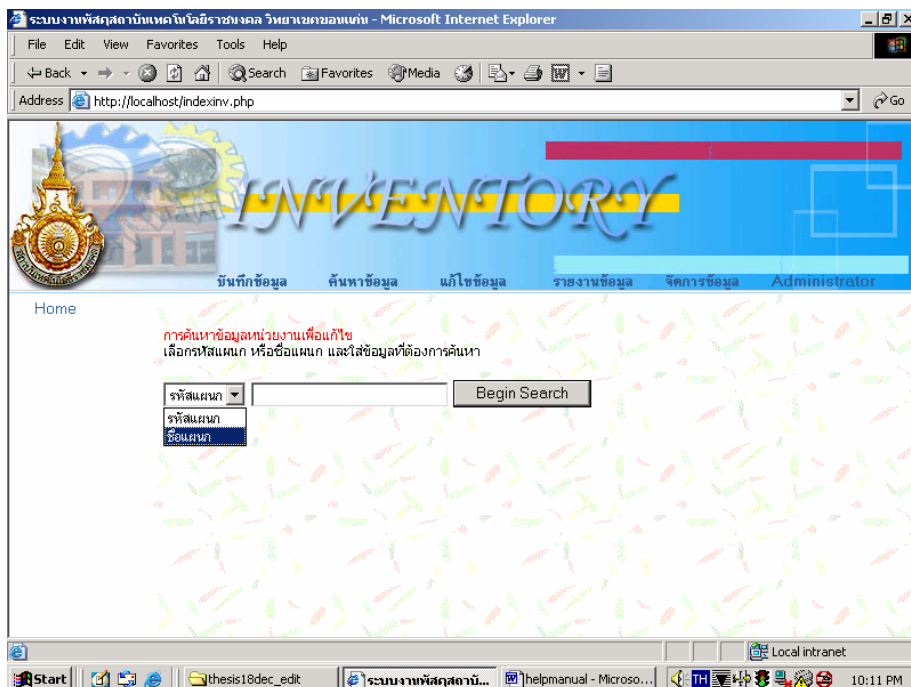 ระบบงานพัสดุสถาบันเทคโนโลยีราชมงคล วิทยาเขตขอนแก่น - Microsoft Internet Explorer
File Edit View Favorites Tools Help
Back Search Favorites Media
Address http://localhost/indexinv.php Go
INVENTORY
บันทึกข้อมูล ค้นหาข้อมูล แก้ไขข้อมูล รายงานข้อมูล จัดการข้อมูล Administrator
Home
การค้นหาข้อมูลหน่วยงานเพื่อแก้ไข
เลือกรหัสแผนก หรือชื่อแผนก และใส่ข้อมูลที่ต้องการค้นหา
รหัสแผนก Begin Search
รหัสแผนก
ชื่อแผนก
Local intranet
Start thesis18dec_edit ระบบงานพัสดุสถาบั... helpmanual - Microso... TH 10:11 PM